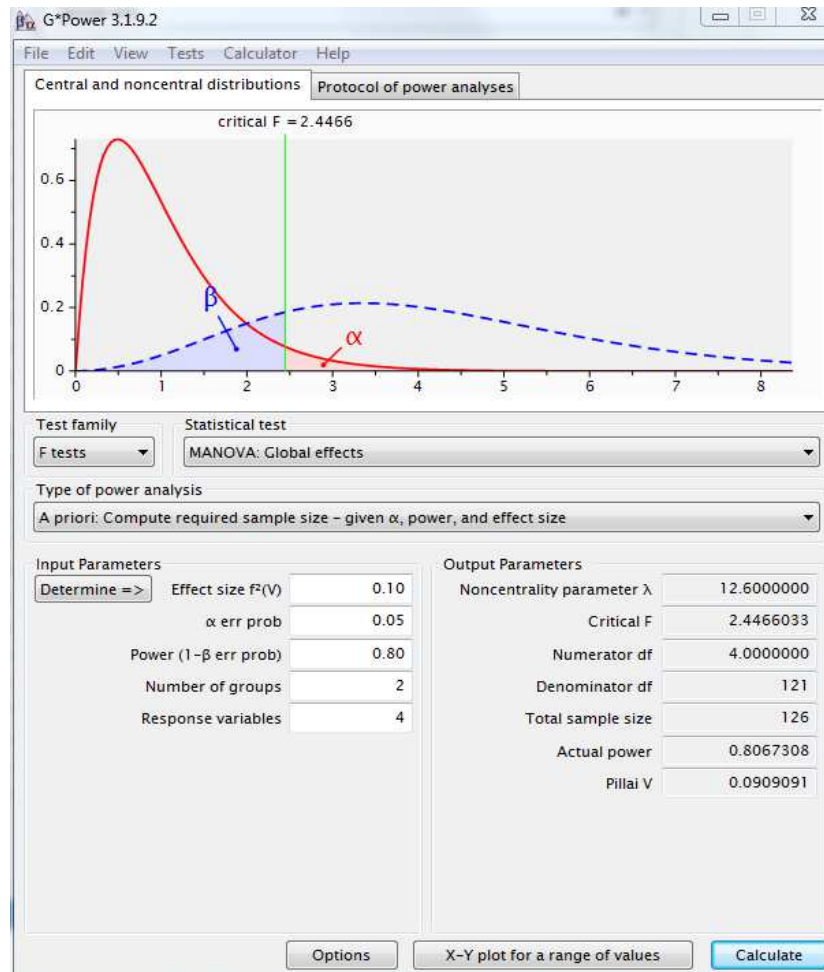 βα G*Power 3.1.9.2
File Edit View Tests Calculator Help
Central and noncentral distributions Protocol of power analyses
critical F = 2.4466
0.6
0.4
0.2
0
β
α
0 1 2 3 4 5 6 7 8
Test family Statistical test
F tests MANOVA: Global effects
Type of power analysis
A priori: Compute required sample size - given α, power, and effect size
Input Parameters Output Parameters
Determine => Effect size f²(V) 0.10 Noncentrality parameter λ 12.6000000
α err prob 0.05 Critical F 2.4466033
Power (1-β err prob) 0.80 Numerator df 4.0000000
Number of groups 2 Denominator df 121
Response variables 4 Total sample size 126
Actual power 0.8067308
Pillai V 0.0909091
Options X-Y plot for a range of values Calculate